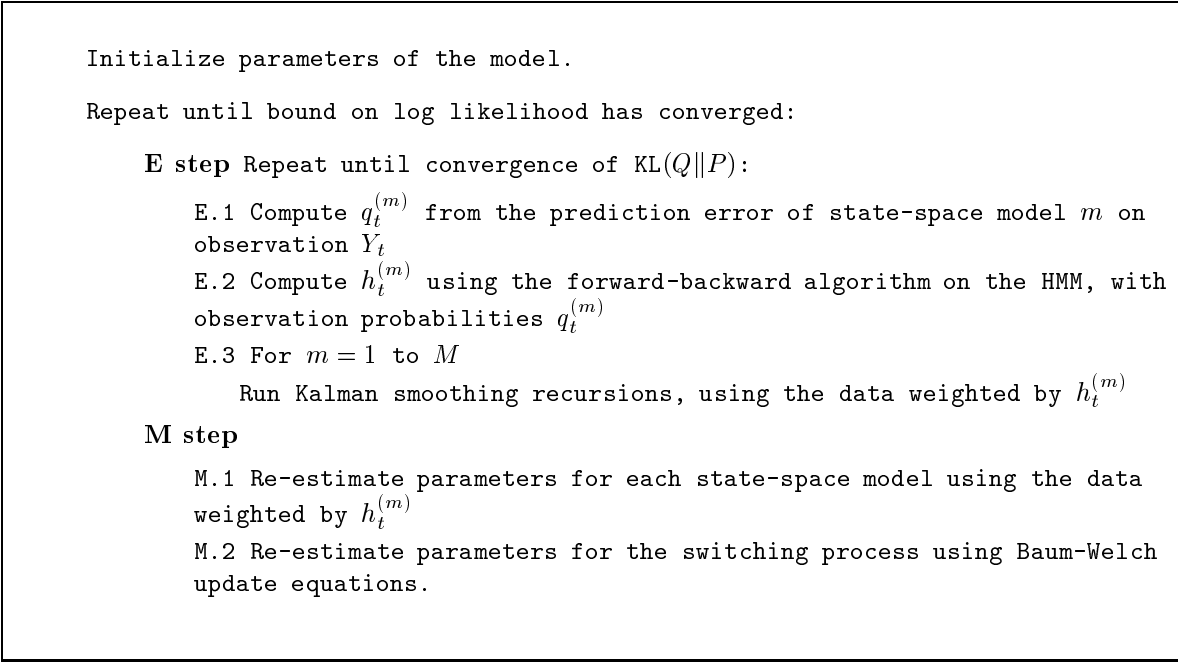 Initialize parameters of the model.
Repeat until bound on log likelihood has converged:
E step Repeat until convergence of KL(Q‖P):
E.1 Compute q_t^{(m)} from the prediction error of state-space model m on
observation Y_t
E.2 Compute h_t^{(m)} using the forward-backward algorithm on the HMM, with
observation probabilities q_t^{(m)}
E.3 For m = 1 to M
Run Kalman smoothing recursions, using the data weighted by h_t^{(m)}
M step
M.1 Re-estimate parameters for each state-space model using the data
weighted by h_t^{(m)}
M.2 Re-estimate parameters for the switching process using Baum-Welch
update equations.